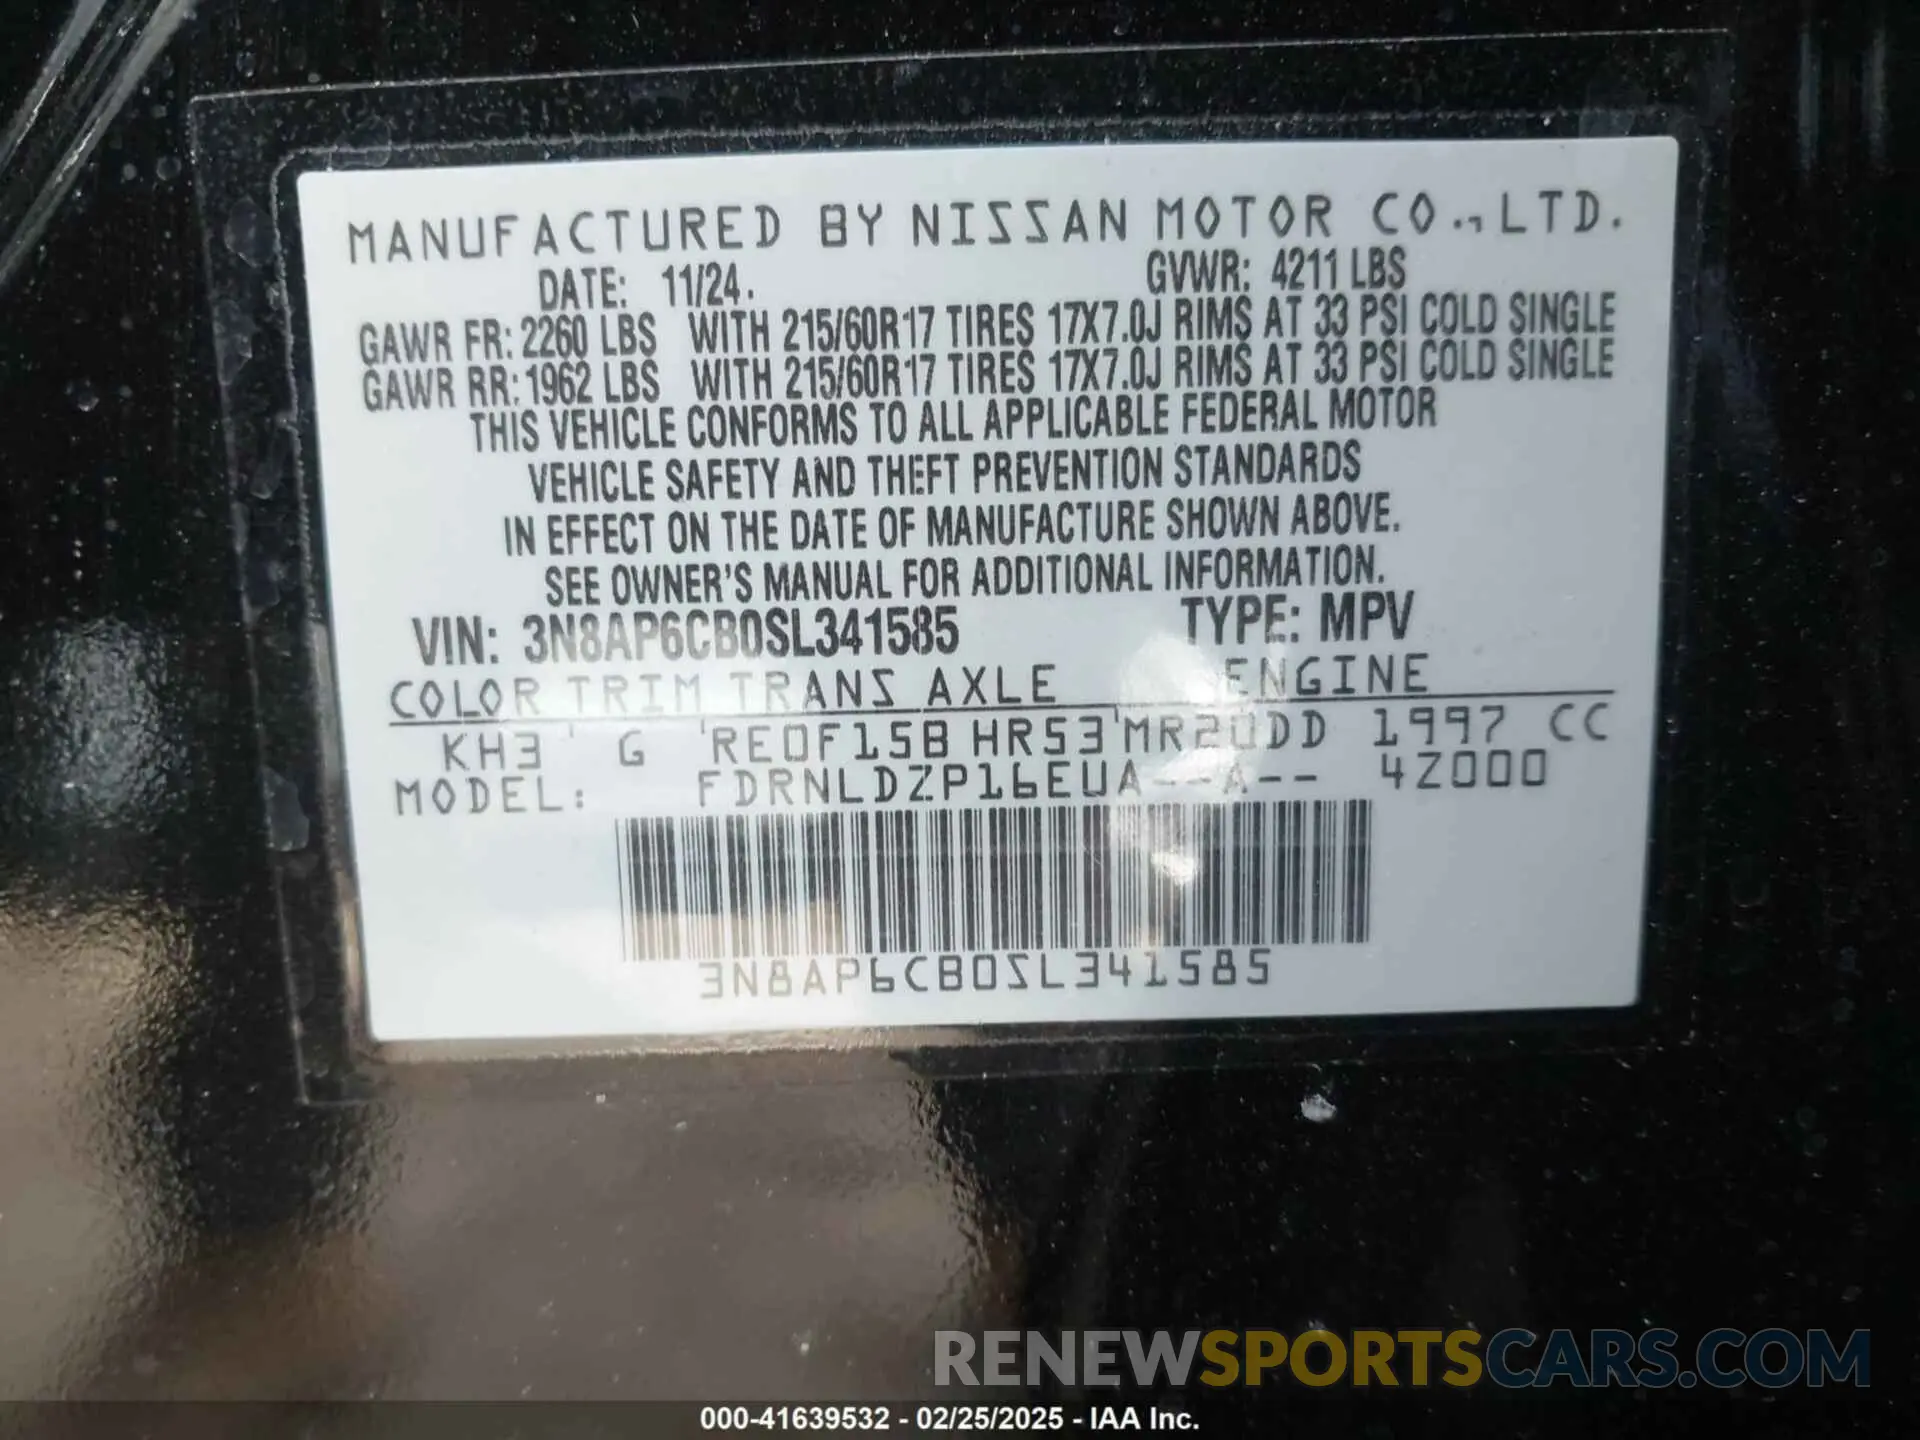 MANUFACTURED BY NISSAN MOTOR CO., LTD.
DATE: 11/24. GVWR: 4211 LBS
GAWR FR: 2260 LBS WITH 215/60R17 TIRES 17X7.0J RIMS AT 33 PSI COLD SINGLE
GAWR RR: 1962 LBS WITH 215/60R17 TIRES 17X7.0J RIMS AT 33 PSI COLD SINGLE
THIS VEHICLE CONFORMS TO ALL APPLICABLE FEDERAL MOTOR
VEHICLE SAFETY AND THEFT PREVENTION STANDARDS
IN EFFECT ON THE DATE OF MANUFACTURE SHOWN ABOVE.
SEE OWNER'S MANUAL FOR ADDITIONAL INFORMATION.
VIN: 3N8AP6CB0SL341585 TYPE: MPV
COLOR TRIM TRANS AXLE ENGINE
KH3 ' G 'RE0F15B HR53'MR20DD 1997 CC
MODEL: FDRNLDZP16EUA--A-- 4Z000
3N8AP6CB0SL341585
RENEWSPORTSCARS.COM
000-41639532 - 02/25/2025 - IAA Inc.